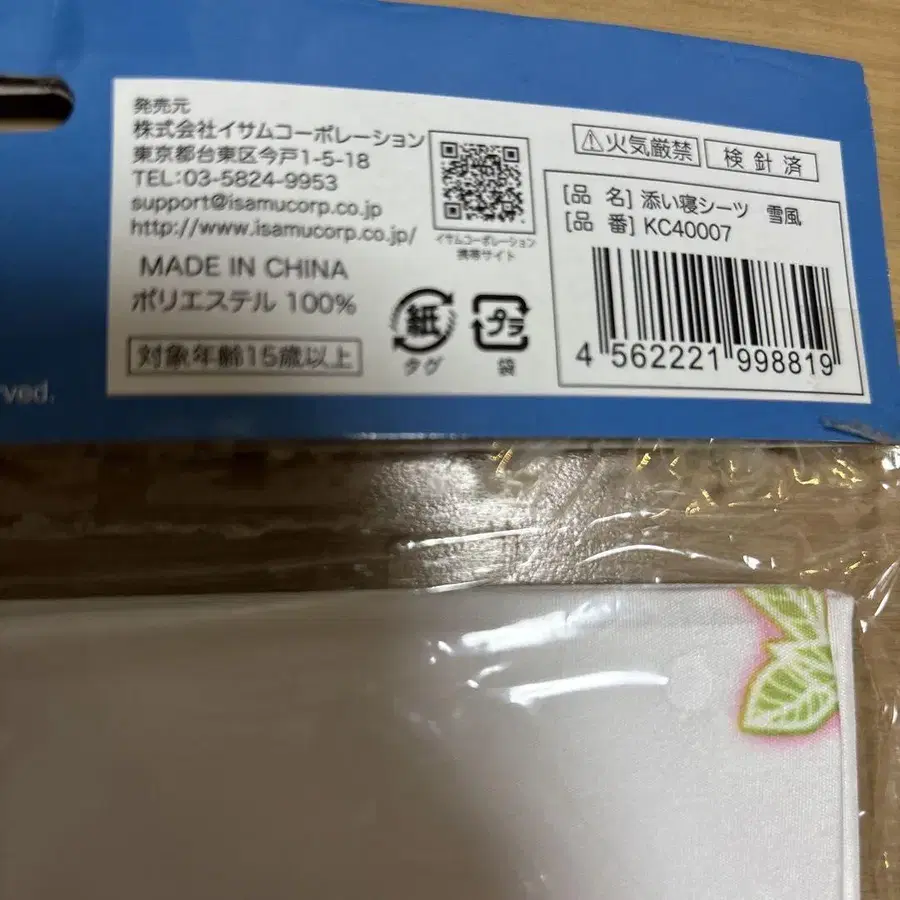 発売元
株式会社イサムコーポレーション
東京都台東区今戸1-5-18
TEL:03-5824-9953
support@isamucorp.co.jp
http://www.isamucorp.co.jp/
イサムコーポレーション
携帯サイト
MADE IN CHINA
ポリエステル 100%
対象年齢15歳以上
紙
タグ
プラ
袋
⚠火気厳禁
検針済
[品 名] 添い寝シーツ 雪風
[品 番] KC40007
4 562221 998819
rved.